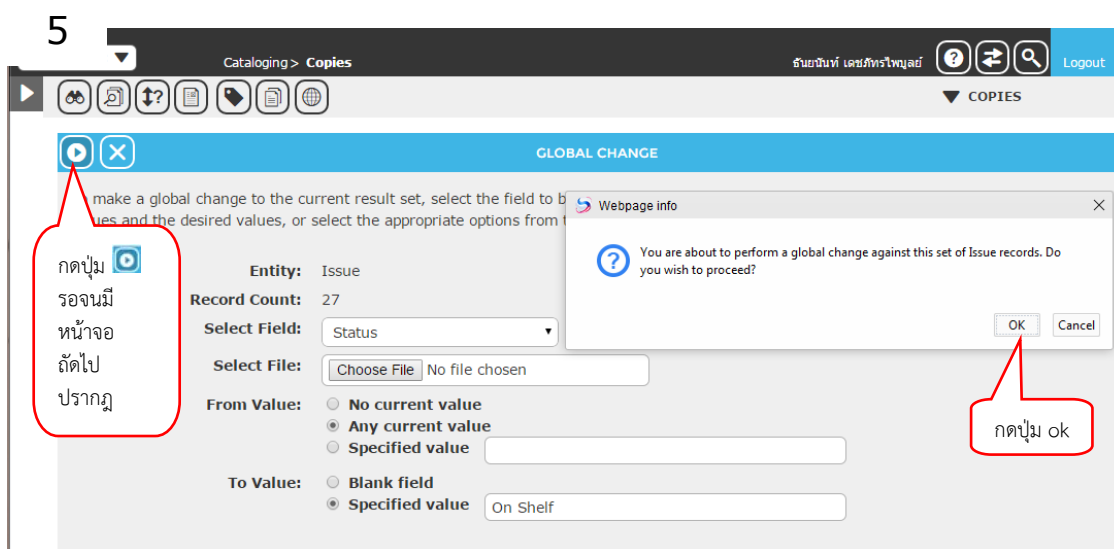 5
Cataloging > Copies
ธันยนันท์ เดชภัทรไพบูลย์
Logout
COPIES
GLOBAL CHANGE
make a global change to the current result set, select the field to b
ues and the desired values, or select the appropriate options from t
Webpage info
You are about to perform a global change against this set of Issue records. Do
you wish to proceed?
OK Cancel
กดปุ่ม
รอจนมี
หน้าจอ
ถัดไป
ปรากฏ
Entity: Issue
Record Count: 27
Select Field: Status
Select File: Choose File No file chosen
From Value: No current value
Any current value
Specified value
กดปุ่ม ok
To Value: Blank field
Specified value On Shelf